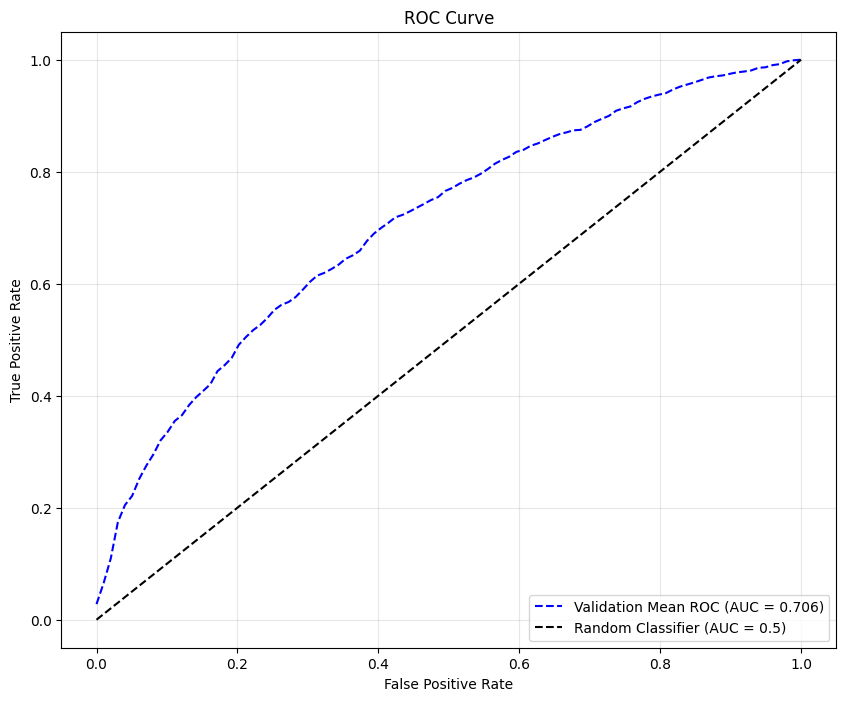 ROC Curve
True Positive Rate
1.0
0.8
0.6
0.4
0.2
0.0
Validation Mean ROC (AUC = 0.706)
Random Classifier (AUC = 0.5)
0.0 0.2 0.4 0.6 0.8 1.0
False Positive Rate